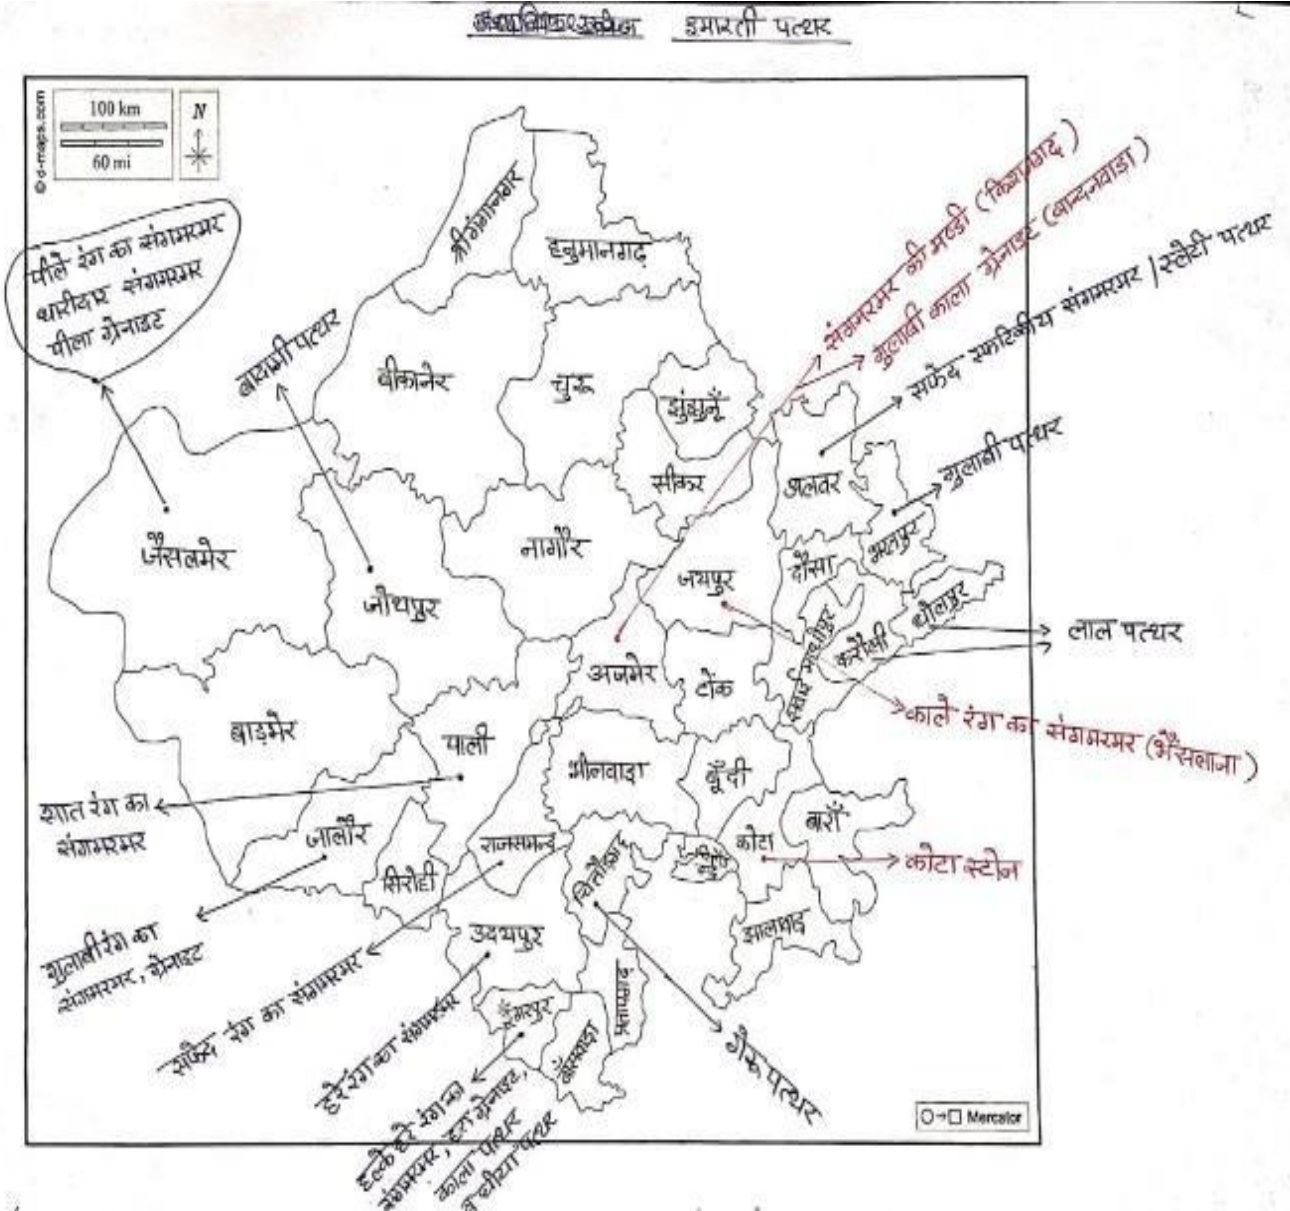 इमारती पत्थर
© d-maps.com
100 km
60 mi
N
श्री गंगानगर
हनुमानगढ़
पीले रंग का संगमरमर
धारीदार संगमरमर
पीला ग्रेनाइट
बादामी पत्थर
बीकानेर
चुरू
झुंझुनूँ
सीकर
संगमरमर की मण्डी (किशनगढ)
गुलाबी काला ग्रेनाइट (बान्दनवाडा)
सफेद स्फटिकीय संगमरमर / स्लेटी पत्थर
गुलाबी पत्थर
अलवर
भरतपुर
जैसलमेर
जोधपुर
नागौर
जयपुर
दौसा
धौलपुर
करौली
सवाई माधोपुर
लाल पत्थर
अजमेर
टोंक
काले रंग का संगमरमर (भैंसलाना)
बाड़मेर
पाली
भीलवाड़ा
बूँदी
बाराँ
सात रंग का
संगमरमर
जालौर
सिरोही
राजसमन्द
कोटा
कोटा स्टोन
चित्तौड़गढ़
झालावाड़
गुलाबी रंग का
संगमरमर, ग्रेनाइट
सफेद रंग का संगमरमर
उदयपुर
हरे रंग का संगमरमर
डूँगरपुर
बाँसवाड़ा
प्रतापगढ़
गैरू पत्थर
हल्के हरे रंग का
संगमरमर, हरा ग्रेनाइट,
काला पत्थर
व घीया पत्थर
Mercator